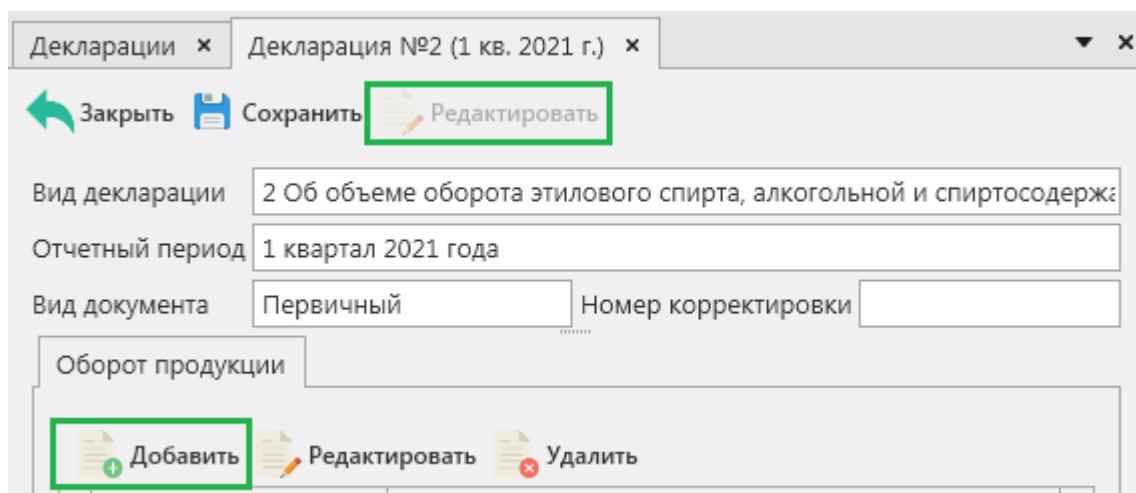 Декларации × Декларация №2 (1 кв. 2021 г.) ×
Закрыть Сохранить Редактировать
Вид декларации 2 Об объеме оборота этилового спирта, алкогольной и спиртосодержа
Отчетный период 1 квартал 2021 года
Вид документа Первичный Номер корректировки
Оборот продукции
Добавить Редактировать Удалить